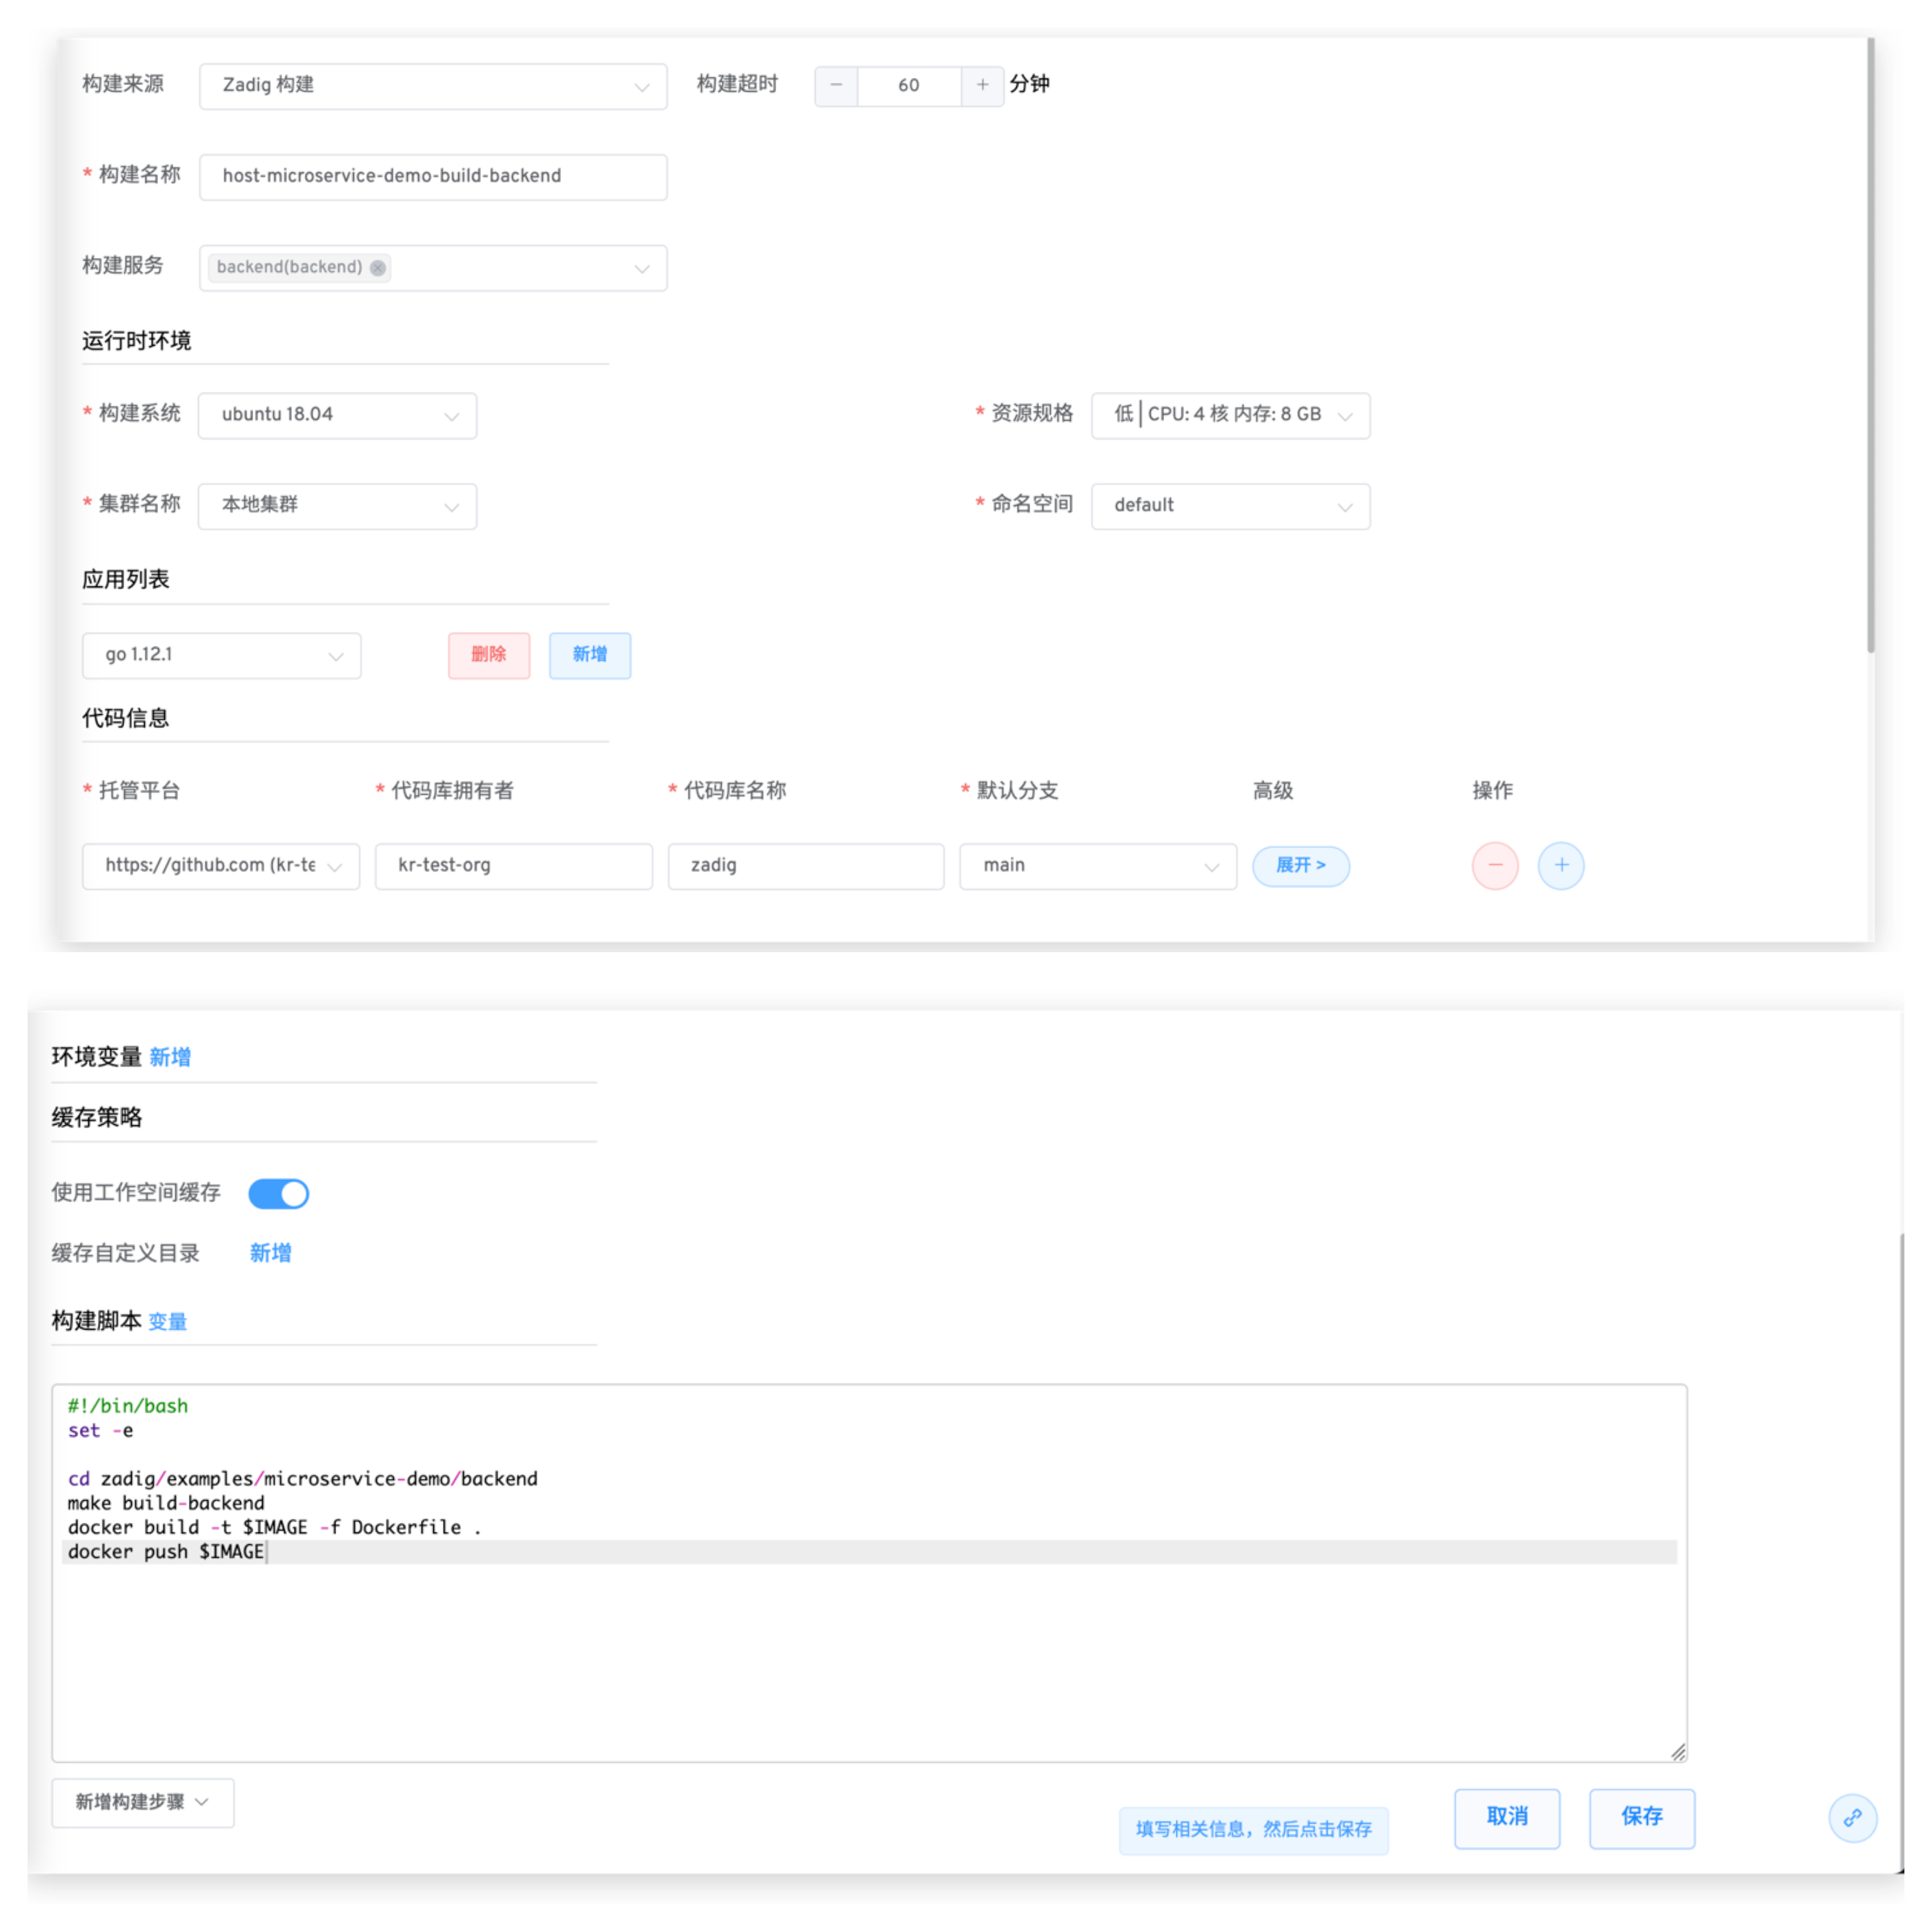 构建来源 Zadig 构建 构建超时 − 60 + 分钟
* 构建名称 host-microservice-demo-build-backend
构建服务 backend(backend)
运行时环境
* 构建系统 ubuntu 18.04 * 资源规格 低 | CPU: 4 核 内存: 8 GB
* 集群名称 本地集群 * 命名空间 default
应用列表
go 1.12.1 删除 新增
代码信息
* 托管平台 * 代码库拥有者 * 代码库名称 * 默认分支 高级 操作
https://github.com (kr-te kr-test-org zadig main 展开 > − +
环境变量 新增
缓存策略
使用工作空间缓存
缓存自定义目录 新增
构建脚本 变量
#!/bin/bash
set -e
cd zadig/examples/microservice-demo/backend
make build-backend
docker build -t $IMAGE -f Dockerfile .
docker push $IMAGE
新增构建步骤
填写相关信息，然后点击保存 取消 保存